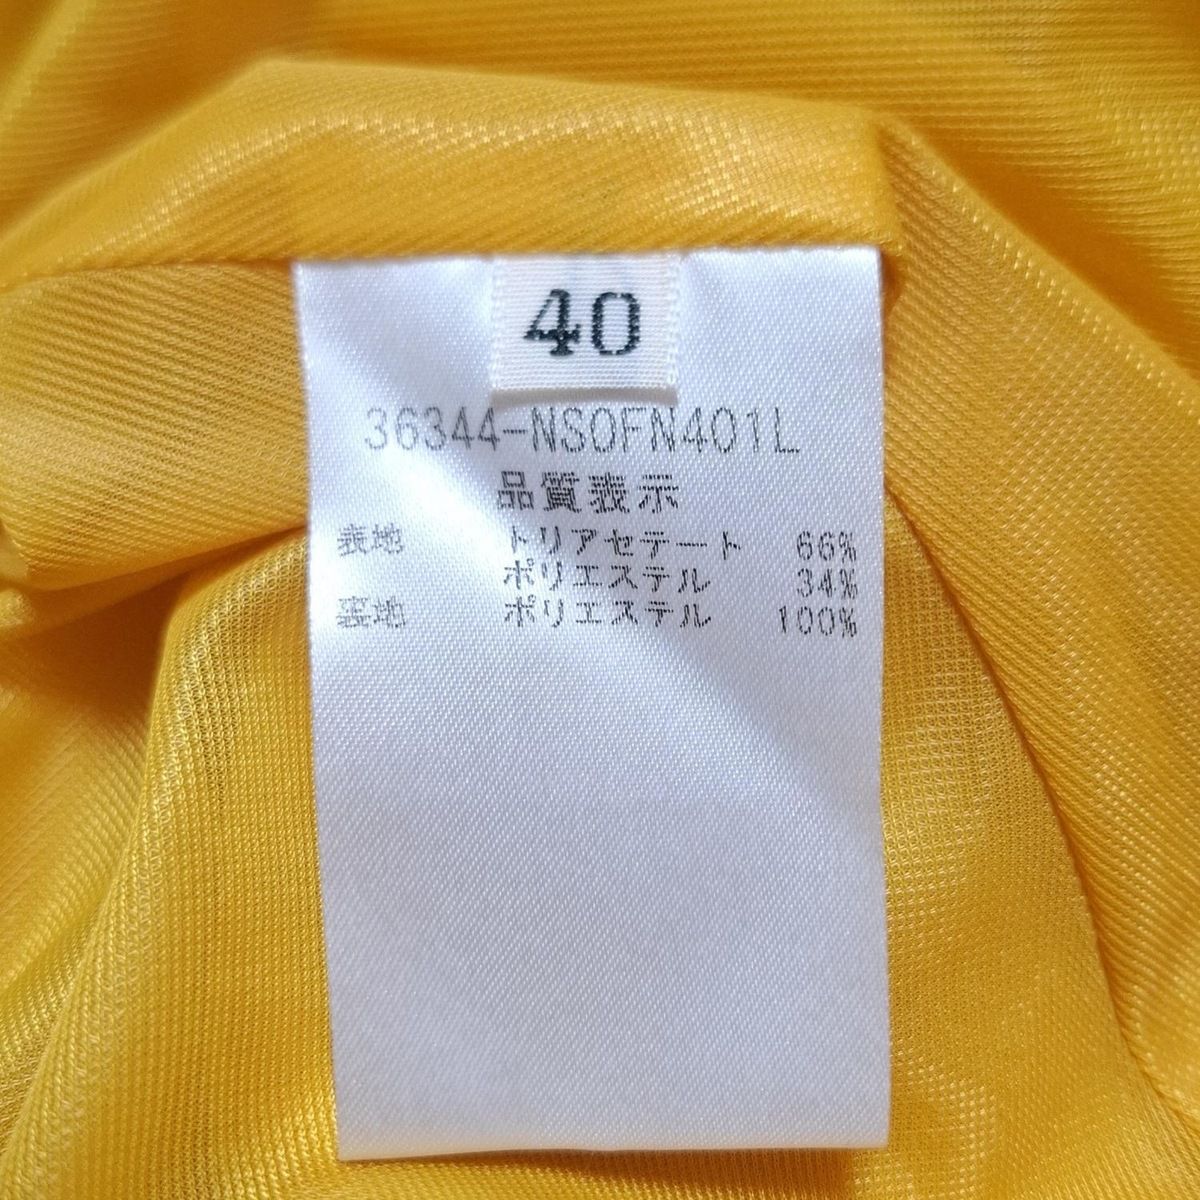 40
36344-NSOFN401L
品質表示
表地 トリアセテート 66%
ポリエステル 34%
裏地 ポリエステル 100%